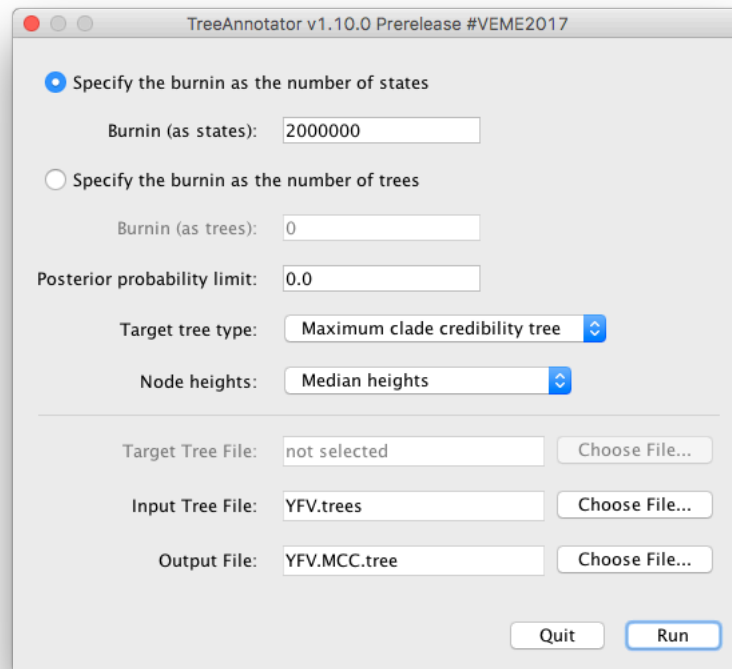 TreeAnnotator v1.10.0 Prerelease #VEME2017
Specify the burnin as the number of states
Burnin (as states): 2000000
Specify the burnin as the number of trees
Burnin (as trees): 0
Posterior probability limit: 0.0
Target tree type: Maximum clade credibility tree
Node heights: Median heights
Target Tree File: not selected Choose File...
Input Tree File: YFV.trees Choose File...
Output File: YFV.MCC.tree Choose File...
Quit Run